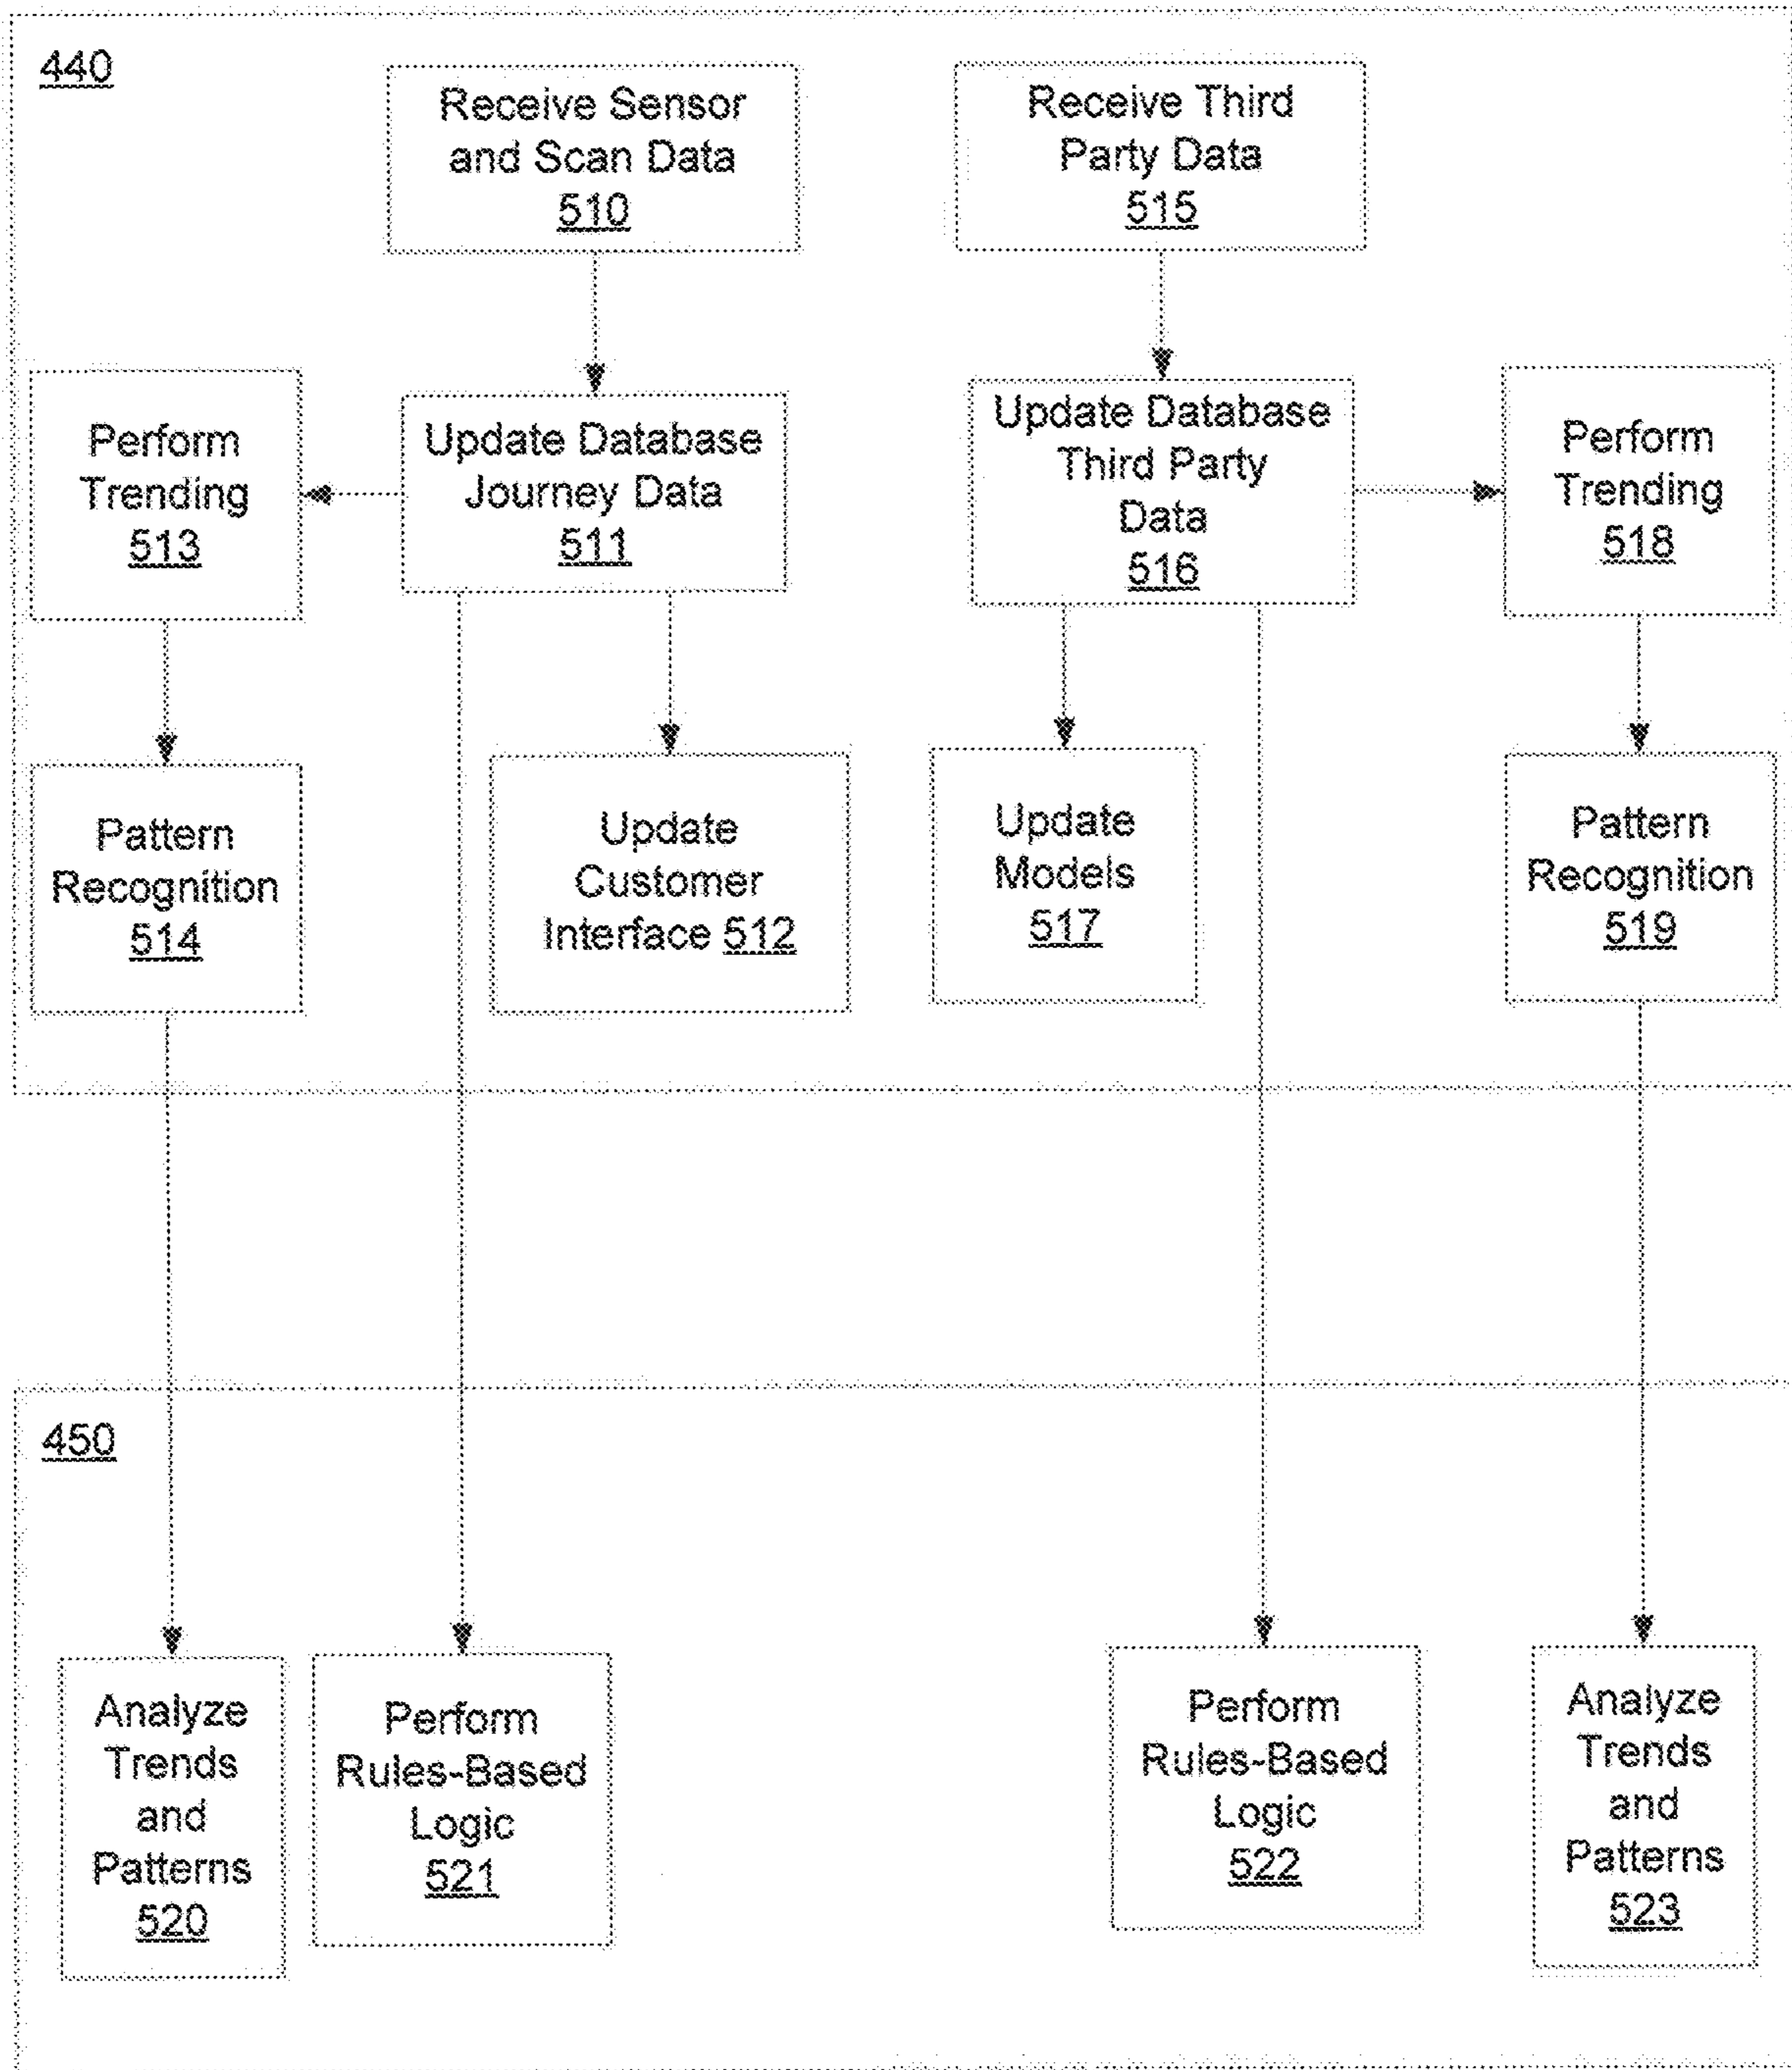 440
Receive Sensor
and Scan Data
510
Receive Third
Party Data
515
Perform
Trending
513
Update Database
Journey Data
511
Update Database
Third Party
Data
516
Perform
Trending
518
Pattern
Recognition
514
Update
Customer
Interface 512
Update
Models
517
Pattern
Recognition
519
450
Analyze
Trends
and
Patterns
520
Perform
Rules-Based
Logic
521
Perform
Rules-Based
Logic
522
Analyze
Trends
and
Patterns
523